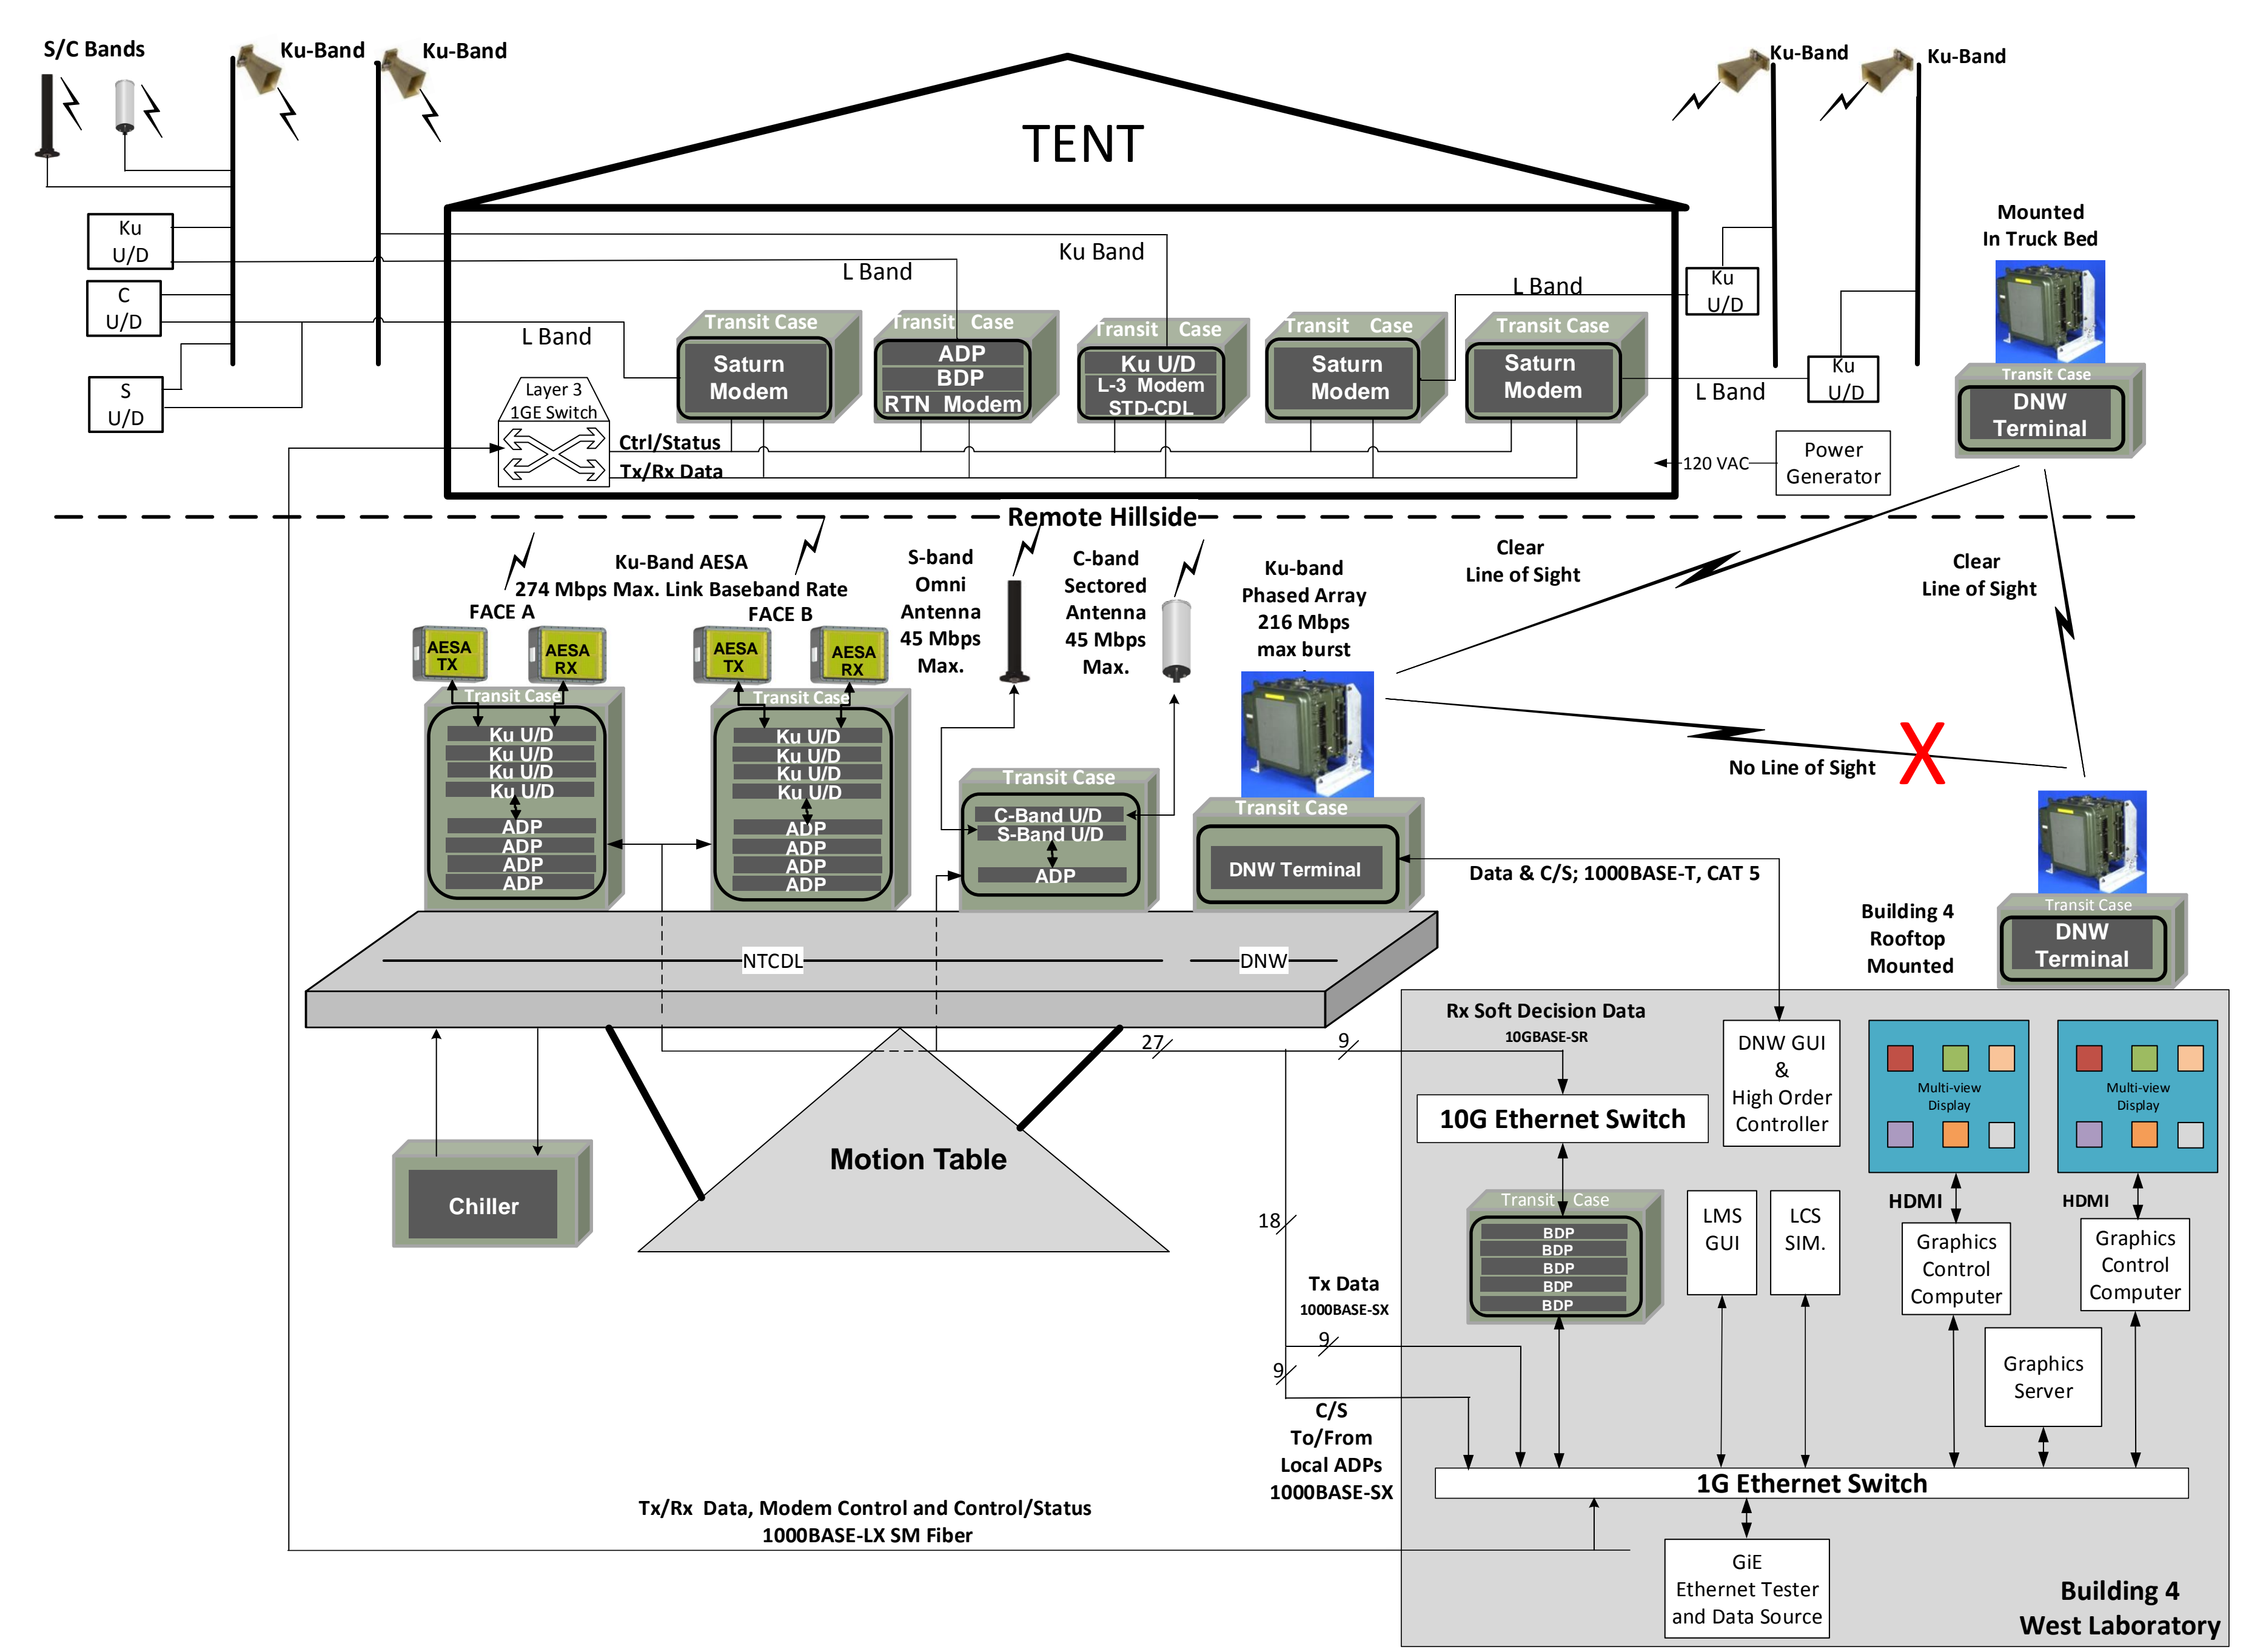 S/C Bands
Ku-Band
Ku-Band
Ku-Band
Ku-Band
TENT
Mounted
In Truck Bed
Ku
U/D
C
U/D
S
U/D
L Band
Ku Band
L Band
L Band
L Band
Ku
U/D
Ku
U/D
Transit Case
Saturn
Modem
Transit Case
ADP
BDP
RTN Modem
Transit Case
Ku U/D
L-3 Modem
STD-CDL
Transit Case
Saturn
Modem
Transit Case
Saturn
Modem
Transit Case
DNW
Terminal
Layer 3
1GE Switch
Ctrl/Status
Tx/Rx Data
120 VAC
Power
Generator
Remote Hillside
Ku-Band AESA
274 Mbps Max. Link Baseband Rate
FACE A
FACE B
AESA
TX
AESA
RX
AESA
TX
AESA
RX
S-band
Omni
Antenna
45 Mbps
Max.
C-band
Sectored
Antenna
45 Mbps
Max.
Ku-band
Phased Array
216 Mbps
max burst
Clear
Line of Sight
Clear
Line of Sight
No Line of Sight
X
Transit Case
Ku U/D
Ku U/D
Ku U/D
Ku U/D
ADP
ADP
ADP
ADP
Transit Case
Ku U/D
Ku U/D
Ku U/D
Ku U/D
ADP
ADP
ADP
ADP
Transit Case
C-Band U/D
S-Band U/D
ADP
Transit Case
DNW Terminal
Data & C/S; 1000BASE-T, CAT 5
Building 4
Rooftop
Mounted
Transit Case
DNW
Terminal
NTCDL
DNW
Motion Table
Chiller
27
9
18
9
9
Rx Soft Decision Data
10GBASE-SR
10G Ethernet Switch
DNW GUI
&
High Order
Controller
Multi-view
Display
Multi-view
Display
HDMI
HDMI
Transit Case
BDP
BDP
BDP
BDP
BDP
LMS
GUI
LCS
SIM.
Graphics
Control
Computer
Graphics
Control
Computer
Graphics
Server
Tx Data
1000BASE-SX
C/S
To/From
Local ADPs
1000BASE-SX
1G Ethernet Switch
Tx/Rx Data, Modem Control and Control/Status
1000BASE-LX SM Fiber
GiE
Ethernet Tester
and Data Source
Building 4
West Laboratory